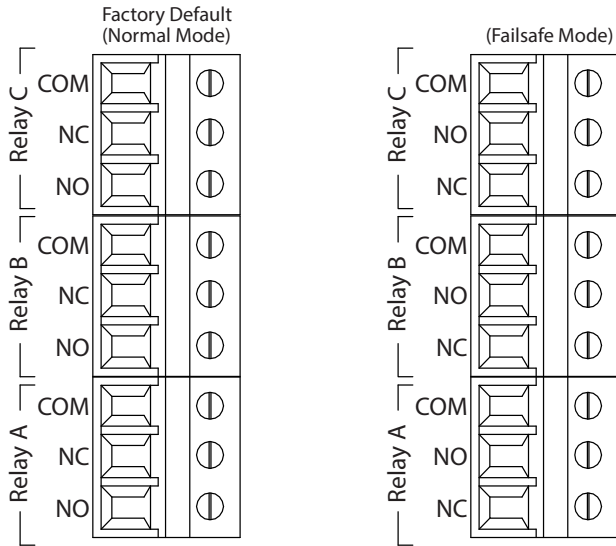 Factory Default
(Normal Mode)
Relay C
COM
NC
NO
Relay B
COM
NC
NO
Relay A
COM
NC
NO
(Failsafe Mode)
Relay C
COM
NO
NC
Relay B
COM
NO
NC
Relay A
COM
NO
NC